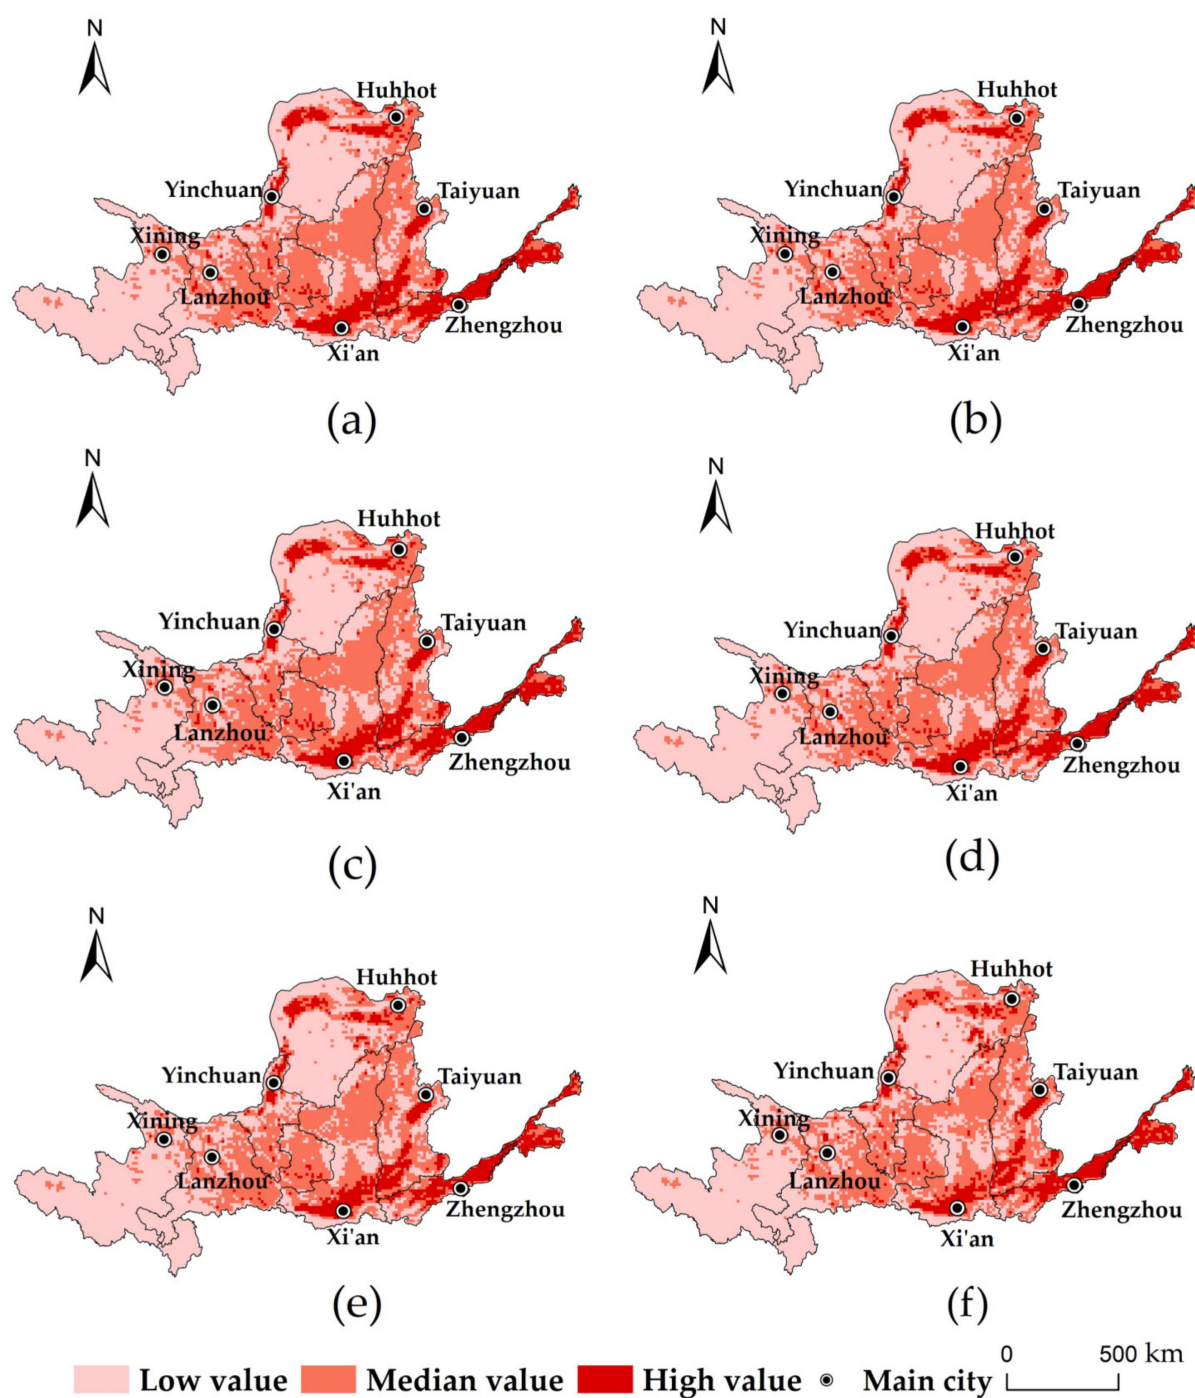 N
N
Huhhot
Huhhot
Yinchuan
Taiyuan
Yinchuan
Taiyuan
Xining
Xining
Lanzhou
Lanzhou
Zhengzhou
Zhengzhou
Xi'an
Xi'an
(a)
(b)
N
N
Huhhot
Huhhot
Yinchuan
Taiyuan
Yinchuan
Taiyuan
Xining
Xining
Lanzhou
Lanzhou
Zhengzhou
Zhengzhou
Xi'an
Xi'an
(c)
(d)
N
N
Huhhot
Huhhot
Yinchuan
Taiyuan
Yinchuan
Taiyuan
Xining
Xining
Lanzhou
Lanzhou
Zhengzhou
Zhengzhou
Xi'an
Xi'an
(e)
(f)
0 500 km
Low value Median value High value Main city